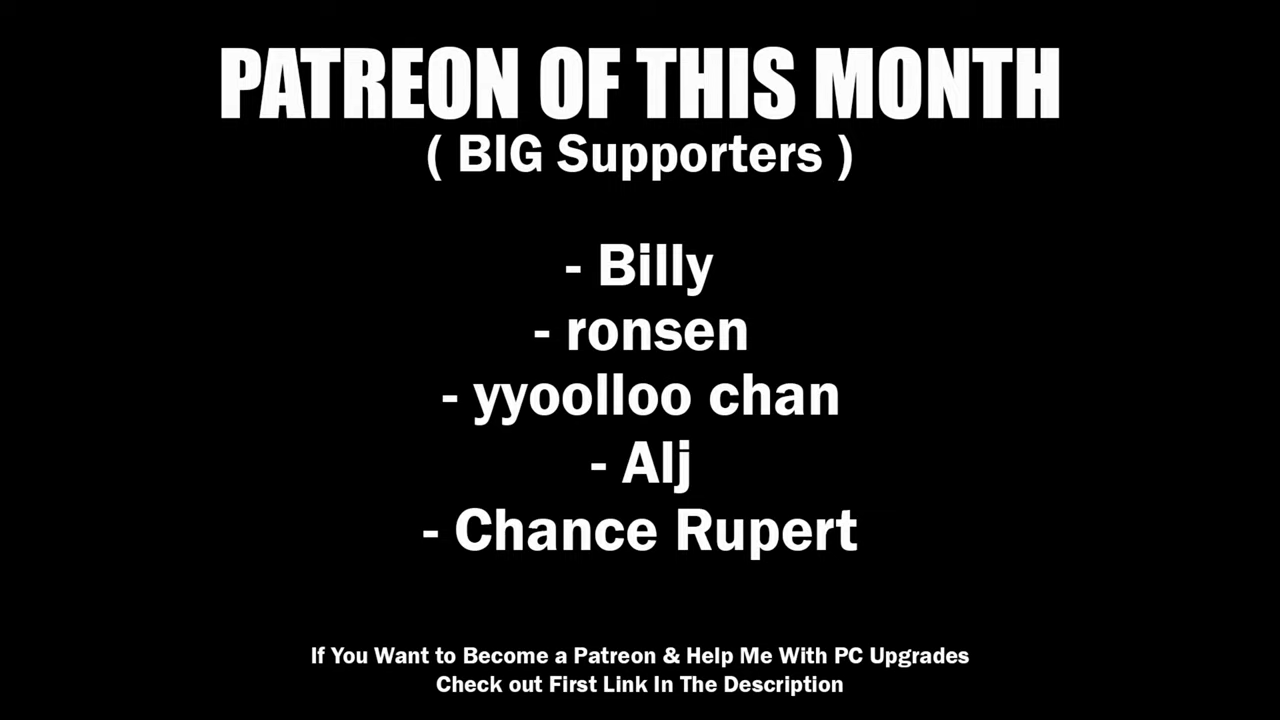 PATREON OF THIS MONTH
( BIG Supporters )
- Billy
- ronsen
- yyoolloo chan
- Alj
- Chance Rupert
If You Want to Become a Patreon & Help Me With PC Upgrades
Check out First Link In The Description